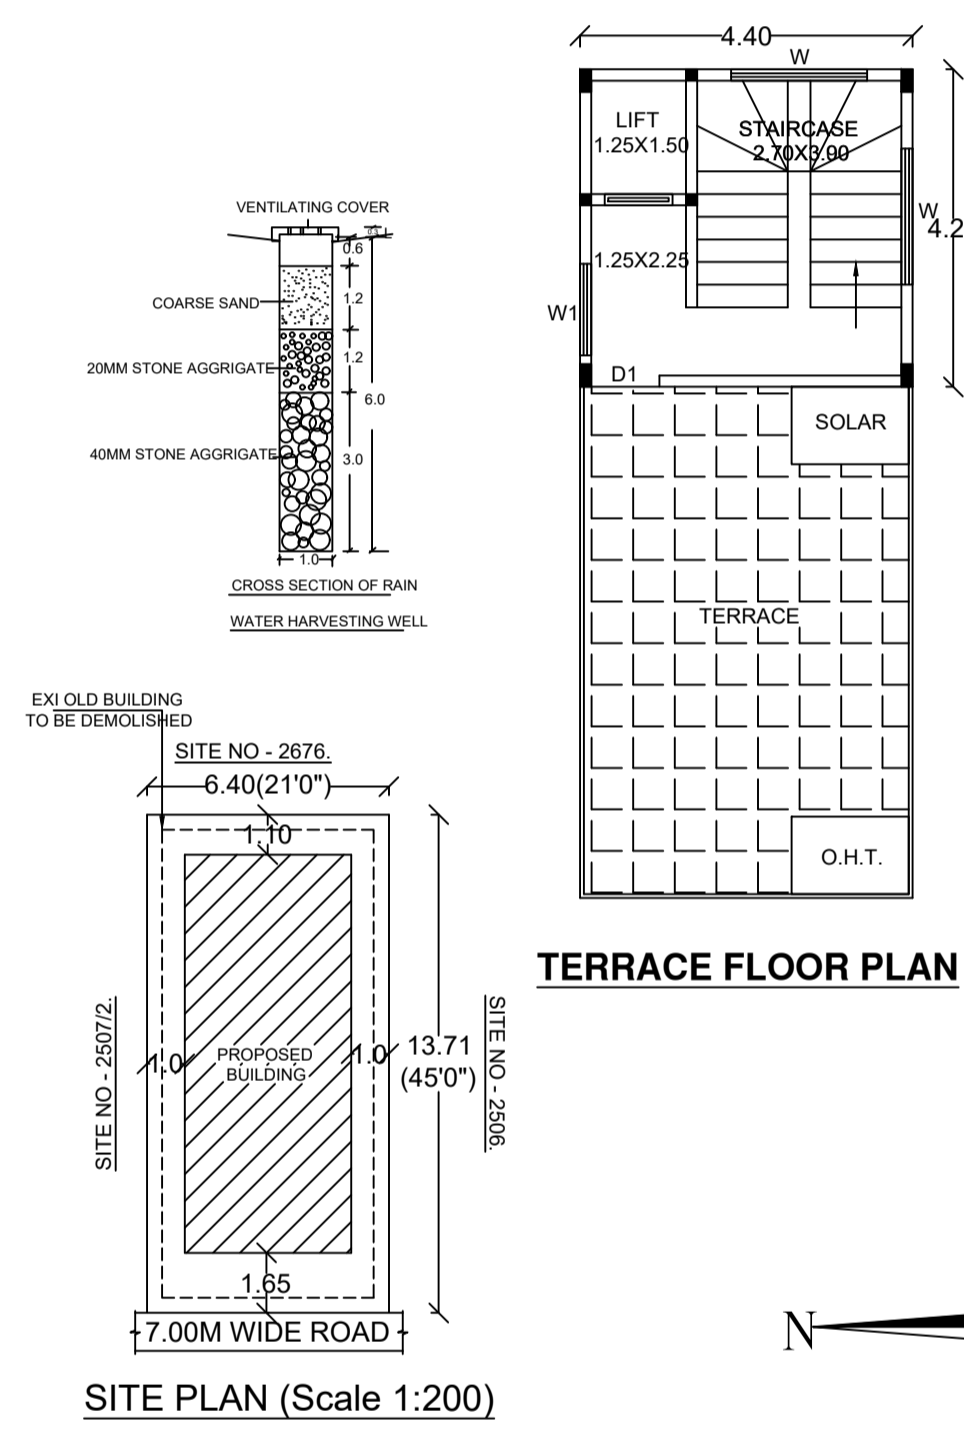 VENTILATING COVER
0.6
COARSE SAND
1.2
20MM STONE AGGRIGATE
1.2
6.0
40MM STONE AGGRIGATE
3.0
1.0
CROSS SECTION OF RAIN
WATER HARVESTING WELL
4.40
W
LIFT
1.25X1.50
STAIRCASE
2.70X3.90
W
4.2
1.25X2.25
W1
D1
SOLAR
TERRACE
O.H.T.
TERRACE FLOOR PLAN
EXI OLD BUILDING
TO BE DEMOLISHED
SITE NO - 2676.
6.40(21'0")
1.10
SITE NO - 2507/2.
1.0
PROPOSED
BUILDING
1.0
13.71
(45'0")
SITE NO - 2506.
1.65
7.00M WIDE ROAD
SITE PLAN (Scale 1:200)
N